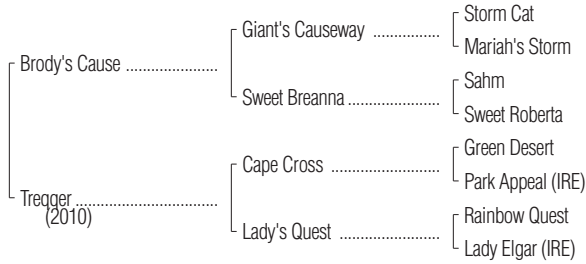 Storm Cat
Giant's Causeway ..................
Mariah's Storm
Brody's Cause ........................
Sahm
Sweet Breanna ........................
Sweet Roberta
Green Desert
Cape Cross .............................
Park Appeal (IRE)
Tregger ....................................
(2010)
Rainbow Quest
Lady's Quest ..........................
Lady Elgar (IRE)